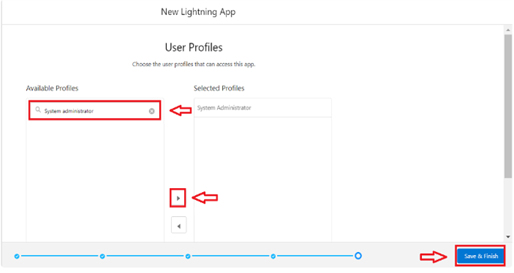 New Lightning App
User Profiles
Choose the user profiles that can access this app.
Available Profiles
Selected Profiles
System administrator
System Administrator
Save & Finish